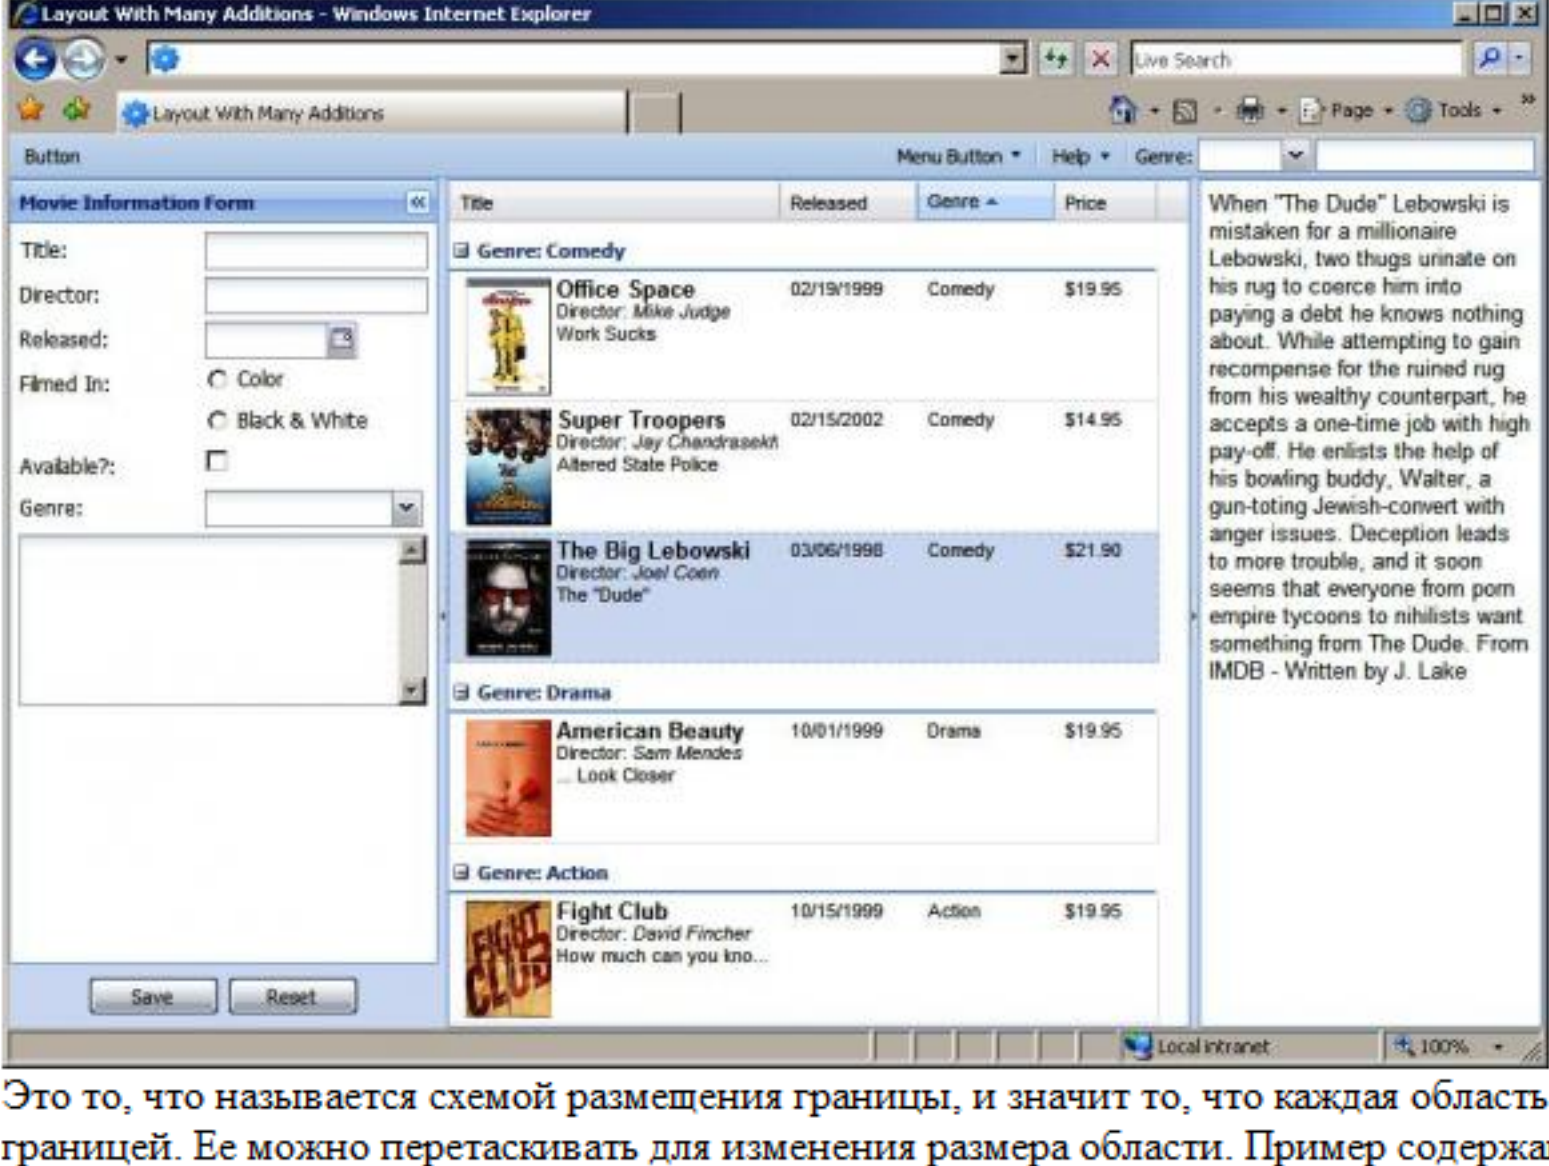 Layout With Many Additions - Windows Internet Explorer
Live Search
Layout With Many Additions
Page
Tools
Button
Menu Button
Help
Genre:
Movie Information Form
Title:
Director:
Released:
Filmed In:
Color
Black & White
Available?:
Genre:
Save
Reset
Title Released Genre Price
Genre: Comedy
Office Space 02/19/1999 Comedy $19.95
Director: Mike Judge
Work Sucks
Super Troopers 02/15/2002 Comedy $14.95
Director: Jay Chandrasekh
Altered State Police
The Big Lebowski 03/06/1998 Comedy $21.90
Director: Joel Coen
The "Dude"
Genre: Drama
American Beauty 10/01/1999 Drama $19.95
Director: Sam Mendes
... Look Closer
Genre: Action
FIGHT
CLUB
Fight Club 10/15/1999 Action $19.95
Director: David Fincher
How much can you kno...
When "The Dude" Lebowski is
mistaken for a millionaire
Lebowski, two thugs urinate on
his rug to coerce him into
paying a debt he knows nothing
about. While attempting to gain
recompense for the ruined rug
from his wealthy counterpart, he
accepts a one-time job with high
pay-off. He enlists the help of
his bowling buddy, Walter, a
gun-toting Jewish-convert with
anger issues. Deception leads
to more trouble, and it soon
seems that everyone from porn
empire tycoons to nihilists want
something from The Dude. From
IMDB - Written by J. Lake
Local intranet
100%
Это то, что называется схемой размещения границы, и значит то, что каждая область
границей. Ее можно перетаскивать для изменения размера области. Пример содержа